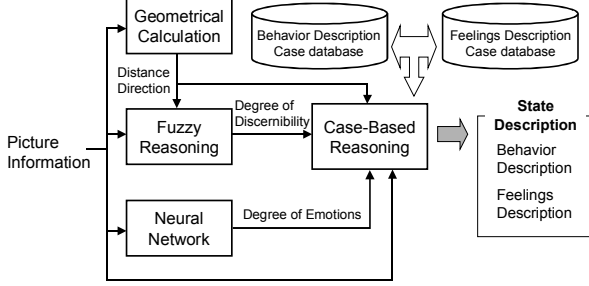 Geometrical
Calculation
Behavior Description
Case database
Feelings Description
Case database
Distance
Direction
Picture
Information
Fuzzy
Reasoning
Degree of
Discernibility
Case-Based
Reasoning
State
Description
Behavior
Description
Feelings
Description
Neural
Network
Degree of Emotions